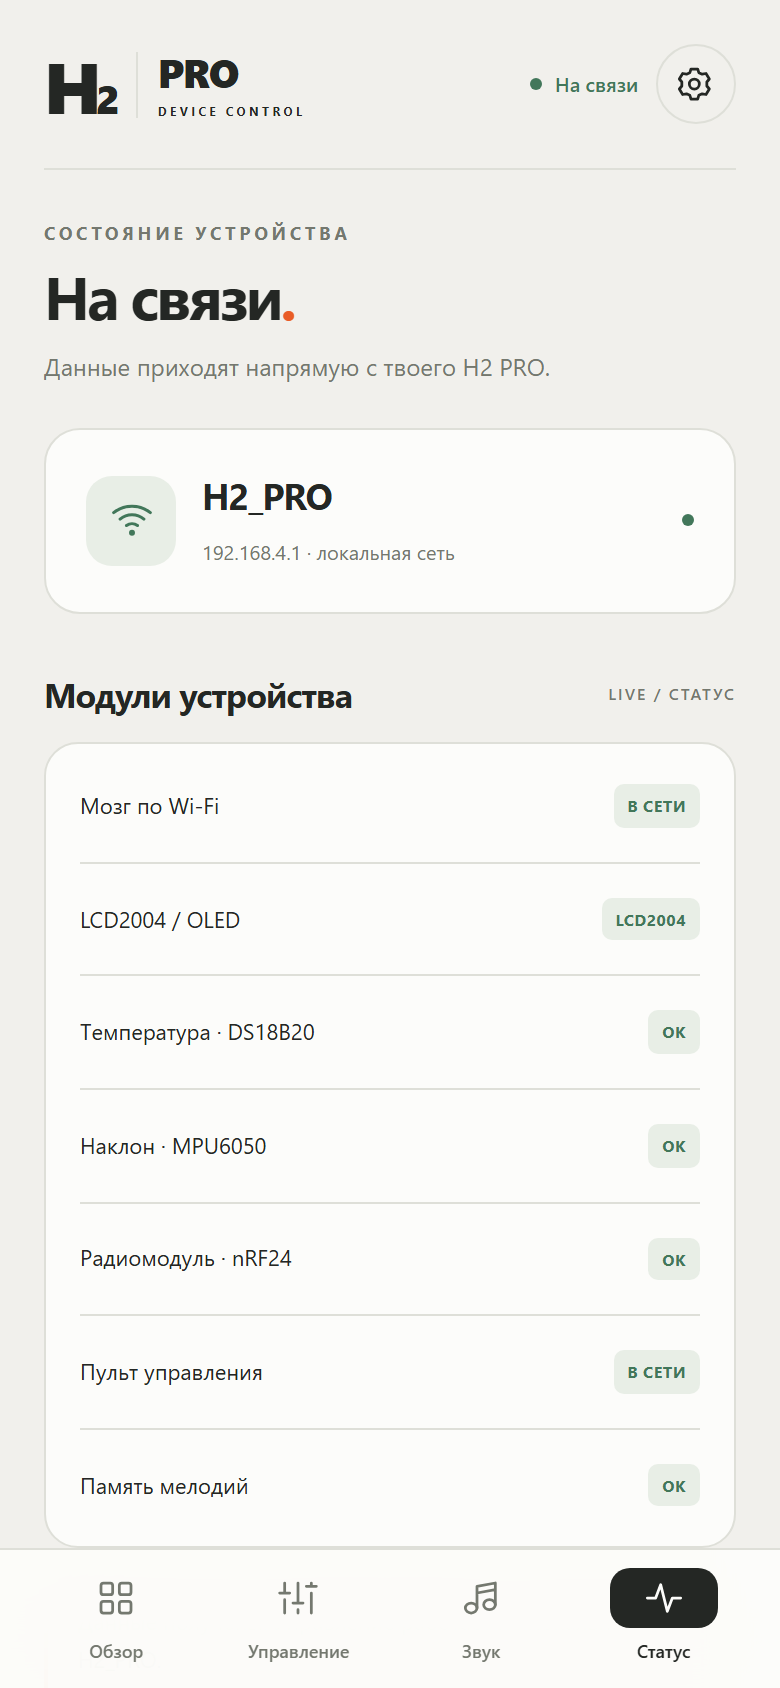 H2
PRO
DEVICE CONTROL
На связи
СОСТОЯНИЕ УСТРОЙСТВА
На связи.
Данные приходят напрямую с твоего H2 PRO.
H2_PRO
192.168.4.1 · локальная сеть
Модули устройства
LIVE / СТАТУС
Мозг по Wi-Fi
В СЕТИ
LCD2004 / OLED
LCD2004
Температура · DS18B20
OK
Наклон · MPU6050
OK
Радиомодуль · nRF24
OK
Пульт управления
В СЕТИ
Память мелодий
OK
Обзор
Управление
Звук
Статус